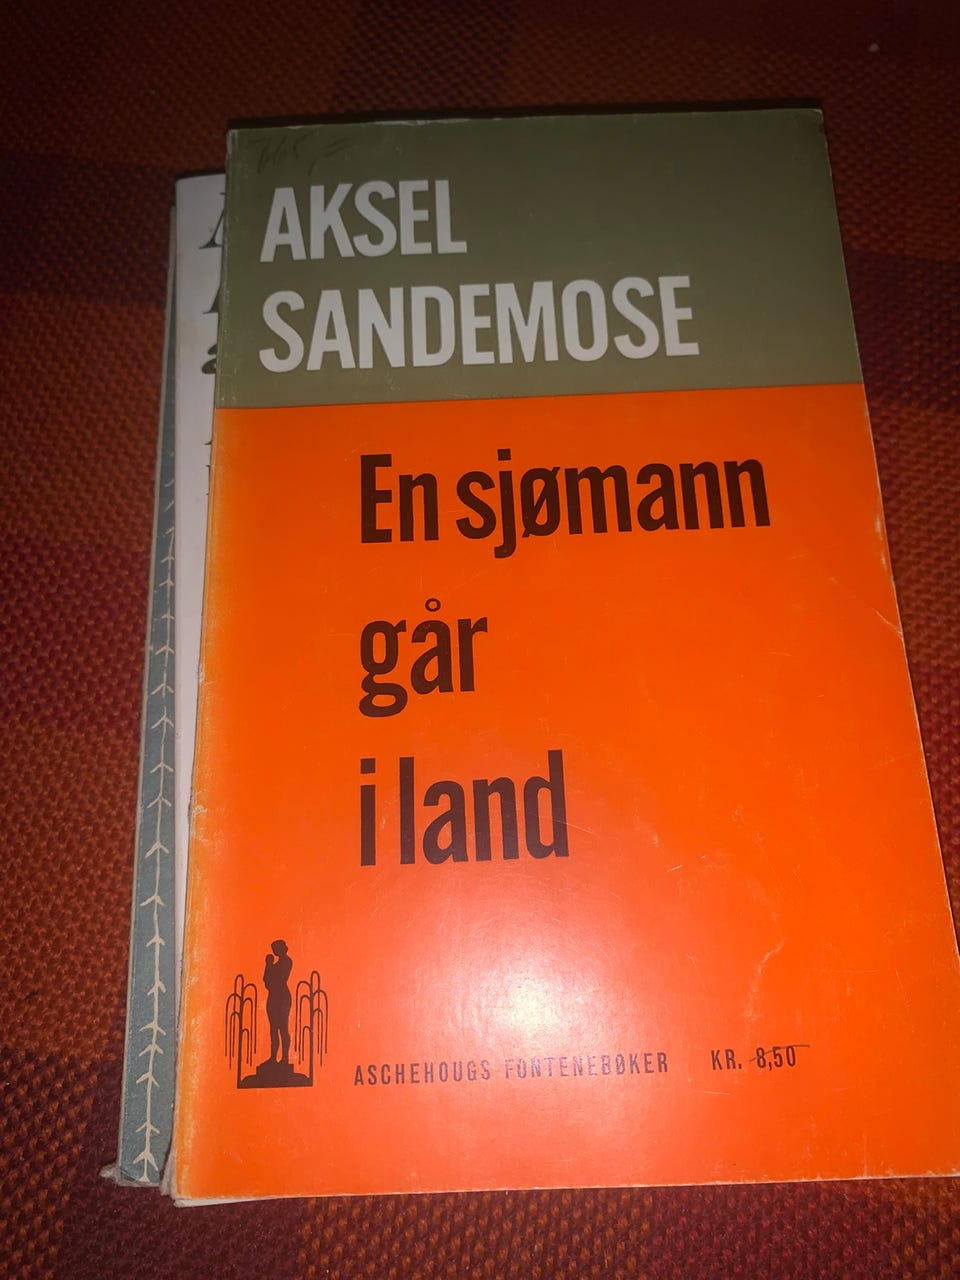 AKSEL
SANDEMOSE
En sjømann
går
i land
ASCHEHOUGS FONTENEBØKER KR. 8,50